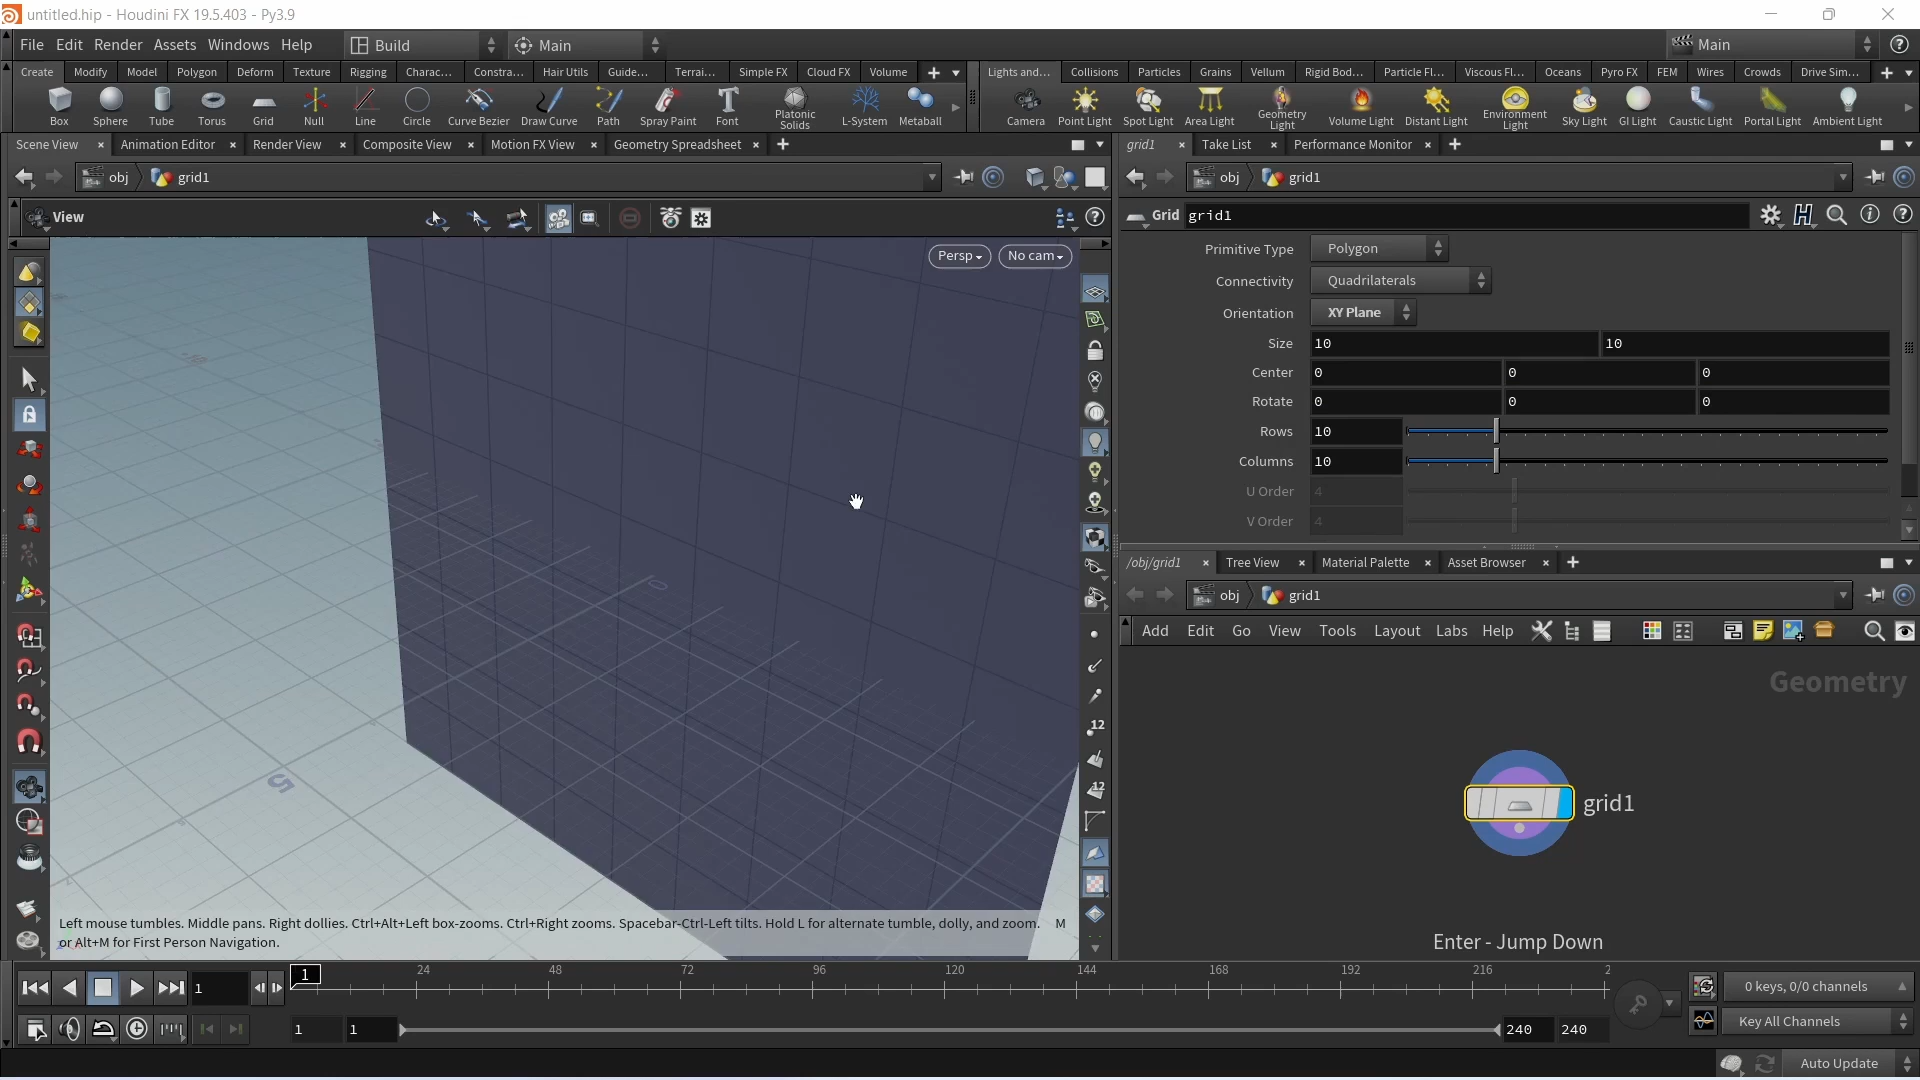 untitled.hip - Houdini FX 19.5.403 - Py3.9
File Edit Render Assets Windows Help Build Main Main
Create Modify Model Polygon Deform Texture Rigging Charac... Constra... Hair Utils Guide... Terrai... Simple FX Cloud FX Volume
Lights and... Collisions Particles Grains Vellum Rigid Bod... Particle Fl... Viscous Fl... Oceans Pyro FX FEM Wires Crowds Drive Sim...
Box Sphere Tube Torus Grid Null Line Circle Curve Bezier Draw Curve Path Spray Paint Font Platonic Solids L-System Metaball
Camera Point Light Spot Light Area Light Geometry Light Volume Light Distant Light Environment Light Sky Light GI Light Caustic Light Portal Light Ambient Light
Scene View Animation Editor Render View Composite View Motion FX View Geometry Spreadsheet
obj grid1
View
Persp No cam
5
0
12
12
Left mouse tumbles. Middle pans. Right dollies. Ctrl+Alt+Left box-zooms. Ctrl+Right zooms. Spacebar-Ctrl-Left tilts. Hold L for alternate tumble, dolly, and zoom. M
or Alt+M for First Person Navigation.
grid1 Take List Performance Monitor
obj grid1
Grid grid1
Primitive Type Polygon
Connectivity Quadrilaterals
Orientation XY Plane
Size 10 10
Center 0 0 0
Rotate 0 0 0
Rows 10
Columns 10
U Order 4
V Order 4
/obj/grid1 Tree View Material Palette Asset Browser
obj grid1
Add Edit Go View Tools Layout Labs Help
Geometry
grid1
Enter - Jump Down
1 1 24 48 72 96 120 144 168 192 216 2
0 keys, 0/0 channels
1 1 240 240
Key All Channels
Auto Update